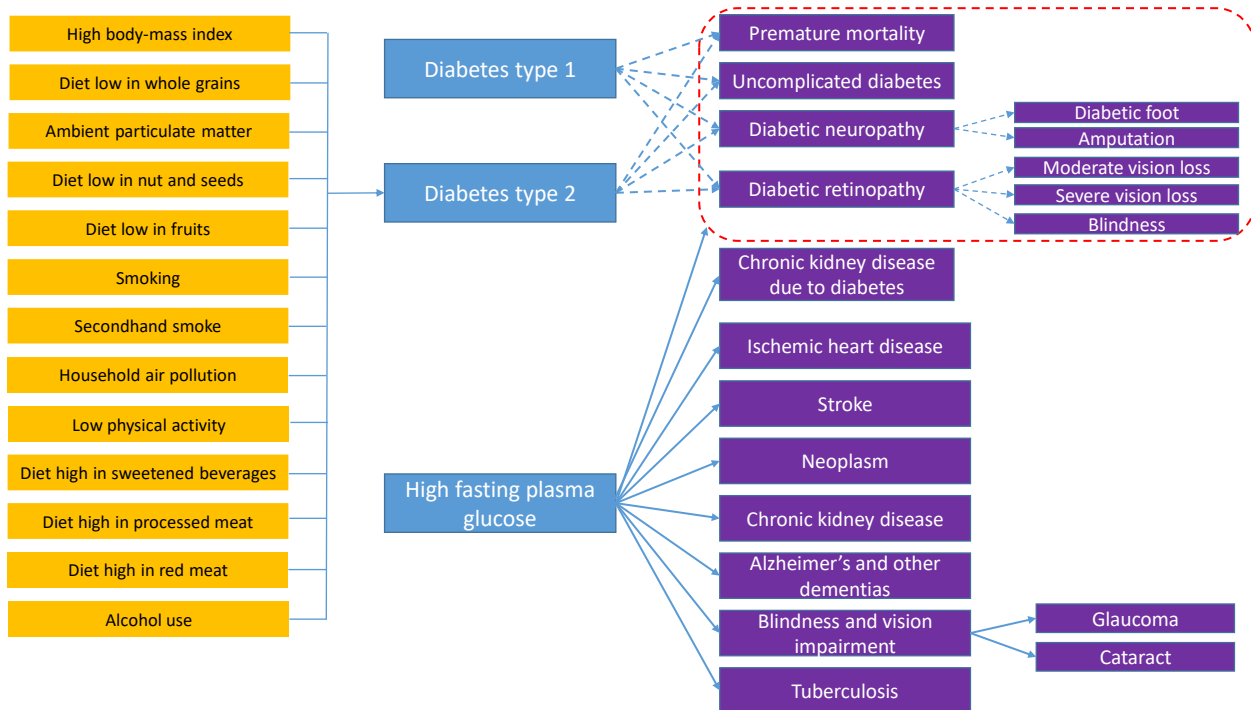 High body-mass index
Diet low in whole grains
Ambient particulate matter
Diet low in nut and seeds
Diet low in fruits
Smoking
Secondhand smoke
Household air pollution
Low physical activity
Diet high in sweetened beverages
Diet high in processed meat
Diet high in red meat
Alcohol use
Diabetes type 1
Diabetes type 2
High fasting plasma
glucose
Premature mortality
Uncomplicated diabetes
Diabetic neuropathy
Diabetic retinopathy
Diabetic foot
Amputation
Moderate vision loss
Severe vision loss
Blindness
Chronic kidney disease
due to diabetes
Ischemic heart disease
Stroke
Neoplasm
Chronic kidney disease
Alzheimer’s and other
dementias
Blindness and vision
impairment
Tuberculosis
Glaucoma
Cataract